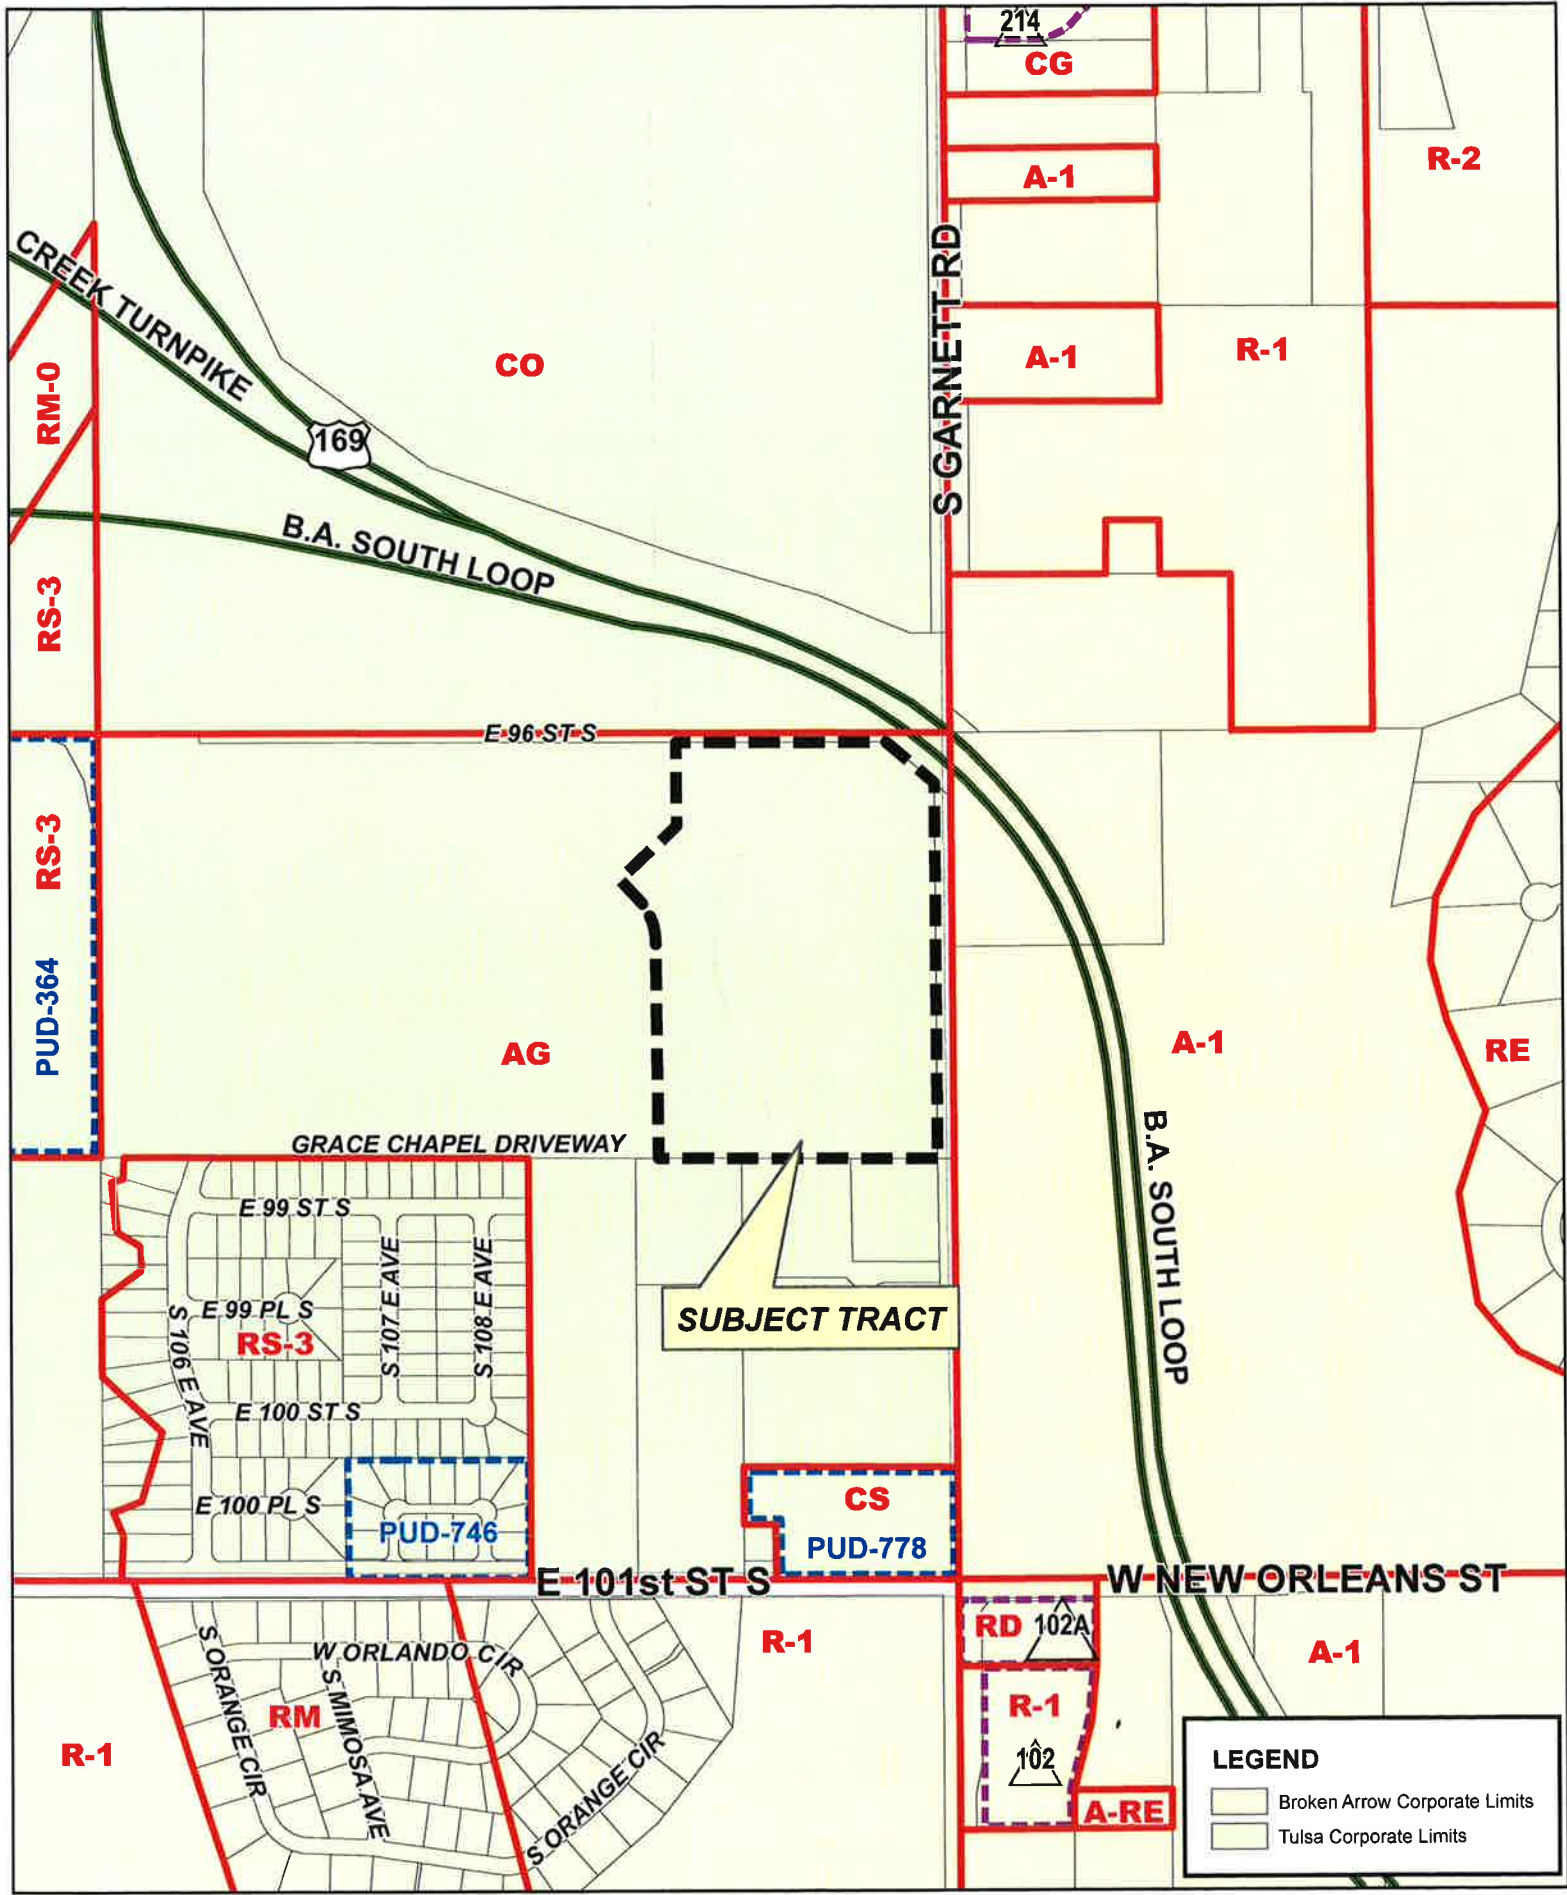 214
CG
A-1
R-2
CREEK TURNPIKE
S GARNETT RD
CO
A-1
R-1
RM-0
169
B.A. SOUTH LOOP
RS-3
E 96 ST S
RS-3
PUD-364
AG
A-1
RE
GRACE CHAPEL DRIVEWAY
B.A. SOUTH LOOP
E 99 ST S
S 107 E AVE
S 108 E AVE
E 99 PL S
RS-3
S 106 E AVE
SUBJECT TRACT
E 100 ST S
E 100 PL S
PUD-746
CS
PUD-778
E 101st ST S
W NEW ORLEANS ST
RD
102A
R-1
A-1
W ORLANDO CIR
S ORANGE CIR
S MIMOSA AVE
RM
R-1
R-1
102
S ORANGE CIR
A-RE
LEGEND
Broken Arrow Corporate Limits
Tulsa Corporate Limits